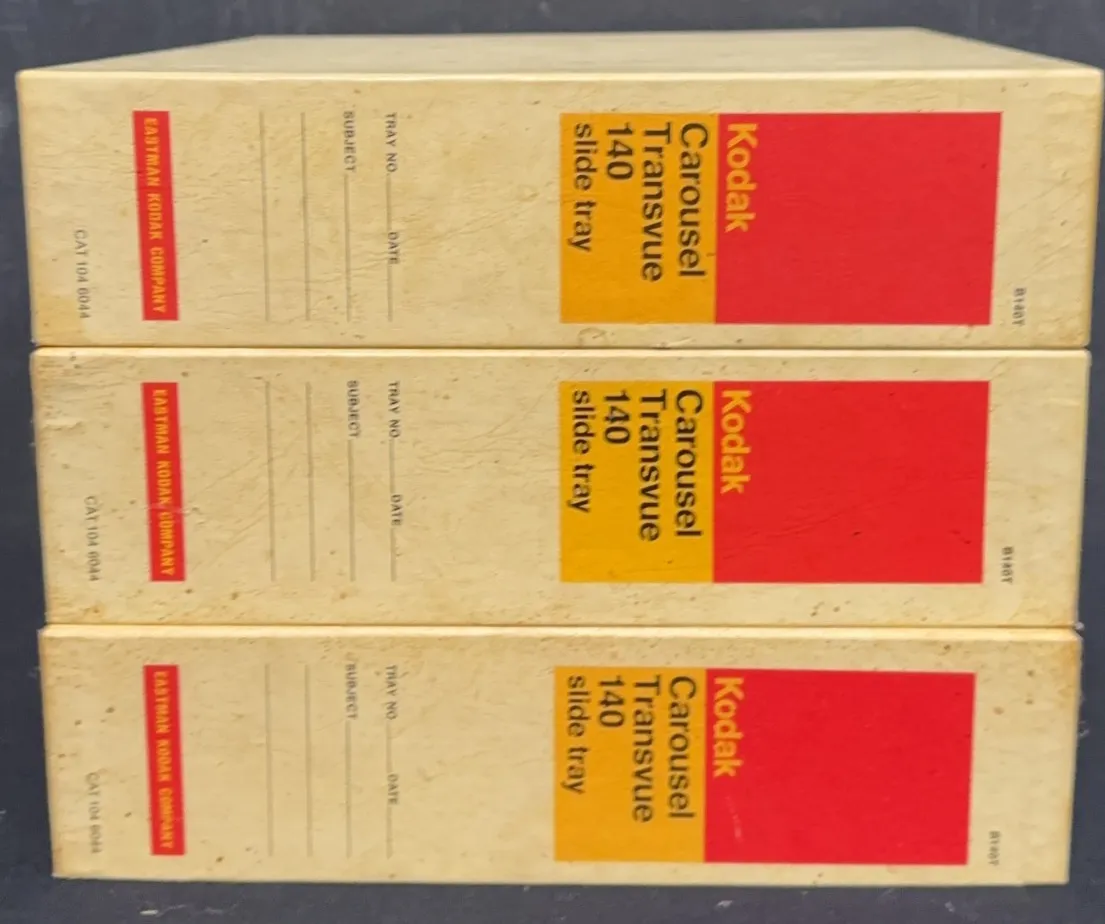 B140T
Kodak
Carousel
Transvue
140
slide tray
TRAY NO. DATE
SUBJECT
EASTMAN KODAK COMPANY
CAT 104 6044
B140T
Kodak
Carousel
Transvue
140
slide tray
TRAY NO. DATE
SUBJECT
EASTMAN KODAK COMPANY
CAT 104 6044
B140T
Kodak
Carousel
Transvue
140
slide tray
TRAY NO. DATE
SUBJECT
EASTMAN KODAK COMPANY
CAT 104 6044